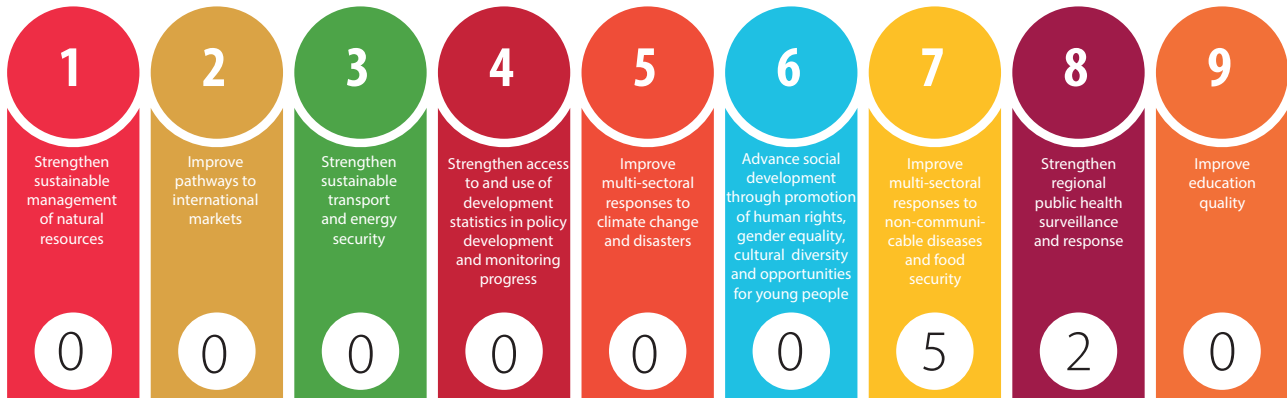 1
Strengthen
sustainable
management
of natural
resources
0
2
Improve
pathways to
international
markets
0
3
Strengthen
sustainable
transport
and energy
security
0
4
Strengthen access
to and use of
development
statistics in policy
development
and monitoring
progress
0
5
Improve
multi-sectoral
responses to
climate change
and disasters
0
6
Advance social
development
through promotion
of human rights,
gender equality,
cultural diversity
and opportunities
for young people
0
7
Improve
multi-sectoral
responses to
non-communi-
cable diseases
and food
security
5
8
Strengthen
regional
public health
surveillance
and response
2
9
Improve
education
quality
0